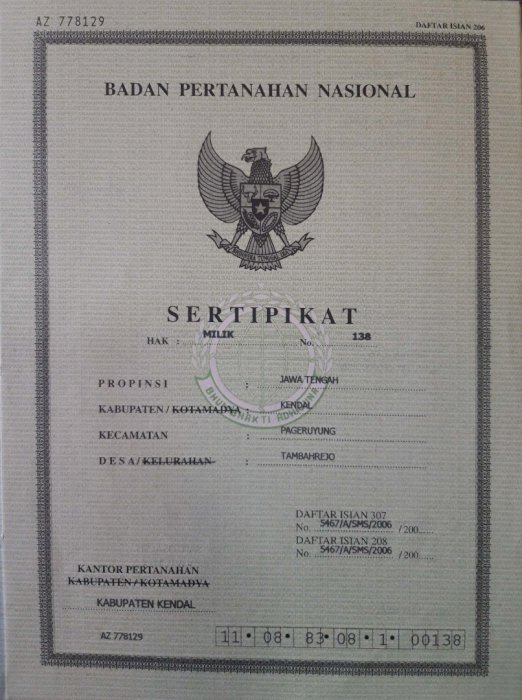 AZ 778129
DAFTAR ISIAN 206
BADAN PERTANAHAN NASIONAL
SERTIPIKAT
HAK : MILIK No. 138
PROPINSI : JAWA TENGAH
KABUPATEN / KOTAMADYA : KENDAL
KECAMATAN : PAGERUYUNG
DESA/KELURAHAN : TAMBAHREJO
DAFTAR ISIAN 307
No. 5467/A/SMS/2006 /200......
DAFTAR ISIAN 208
No. 5467/A/SMS/2006 /200......
KANTOR PERTANAHAN
KABUPATEN / KOTAMADYA
KABUPATEN KENDAL
AZ 778129
11 • 08 • 83 • 08 • 1 • 00138